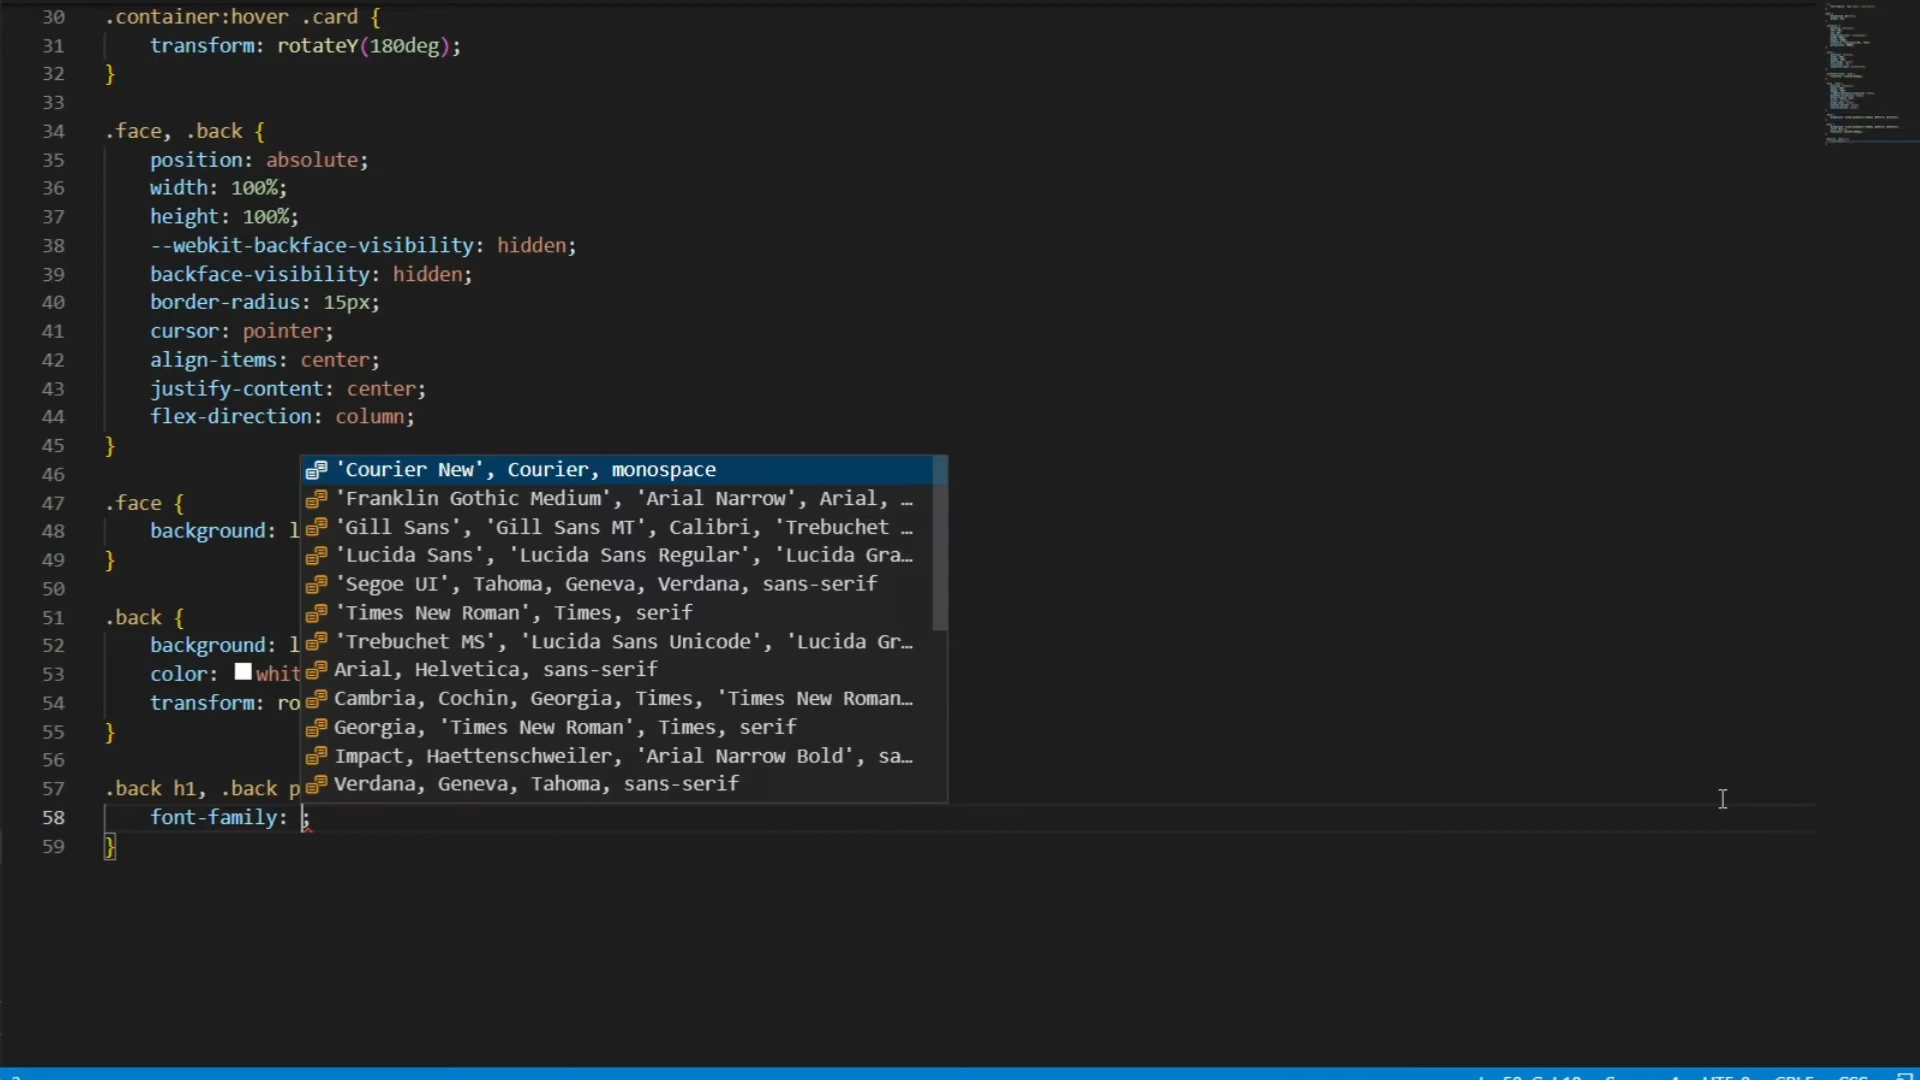 30 .container:hover .card {
31 transform: rotateY(180deg);
32 }
33
34 .face, .back {
35 position: absolute;
36 width: 100%;
37 height: 100%;
38 --webkit-backface-visibility: hidden;
39 backface-visibility: hidden;
40 border-radius: 15px;
41 cursor: pointer;
42 align-items: center;
43 justify-content: center;
44 flex-direction: column;
45 }
46
47 .face {
48 background: l
49 }
50
51 .back {
52 background: l
53 color: whit
54 transform: ro
55 }
56
57 .back h1, .back p
58 font-family: ;
59 }
'Courier New', Courier, monospace
'Franklin Gothic Medium', 'Arial Narrow', Arial, …
'Gill Sans', 'Gill Sans MT', Calibri, 'Trebuchet …
'Lucida Sans', 'Lucida Sans Regular', 'Lucida Gra…
'Segoe UI', Tahoma, Geneva, Verdana, sans-serif
'Times New Roman', Times, serif
'Trebuchet MS', 'Lucida Sans Unicode', 'Lucida Gr…
Arial, Helvetica, sans-serif
Cambria, Cochin, Georgia, Times, 'Times New Roman…
Georgia, 'Times New Roman', Times, serif
Impact, Haettenschweiler, 'Arial Narrow Bold', sa…
Verdana, Geneva, Tahoma, sans-serif